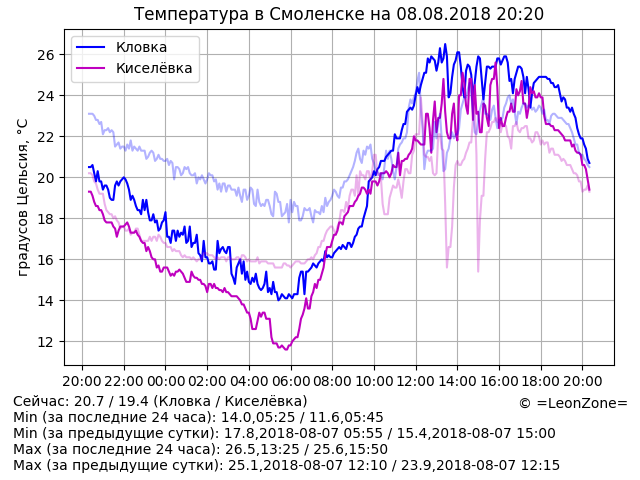 Температура в Смоленске на 08.08.2018 20:20
Кловка
Киселёвка
градусов Цельсия, °C
26
24
22
20
18
16
14
12
20:00 22:00 00:00 02:00 04:00 06:00 08:00 10:00 12:00 14:00 16:00 18:00 20:00
Сейчас: 20.7 / 19.4 (Кловка / Киселёвка)
© =LeonZone=
Min (за последние 24 часа): 14.0,05:25 / 11.6,05:45
Min (за предыдущие сутки): 17.8,2018-08-07 05:55 / 15.4,2018-08-07 15:00
Max (за последние 24 часа): 26.5,13:25 / 25.6,15:50
Max (за предыдущие сутки): 25.1,2018-08-07 12:10 / 23.9,2018-08-07 12:15